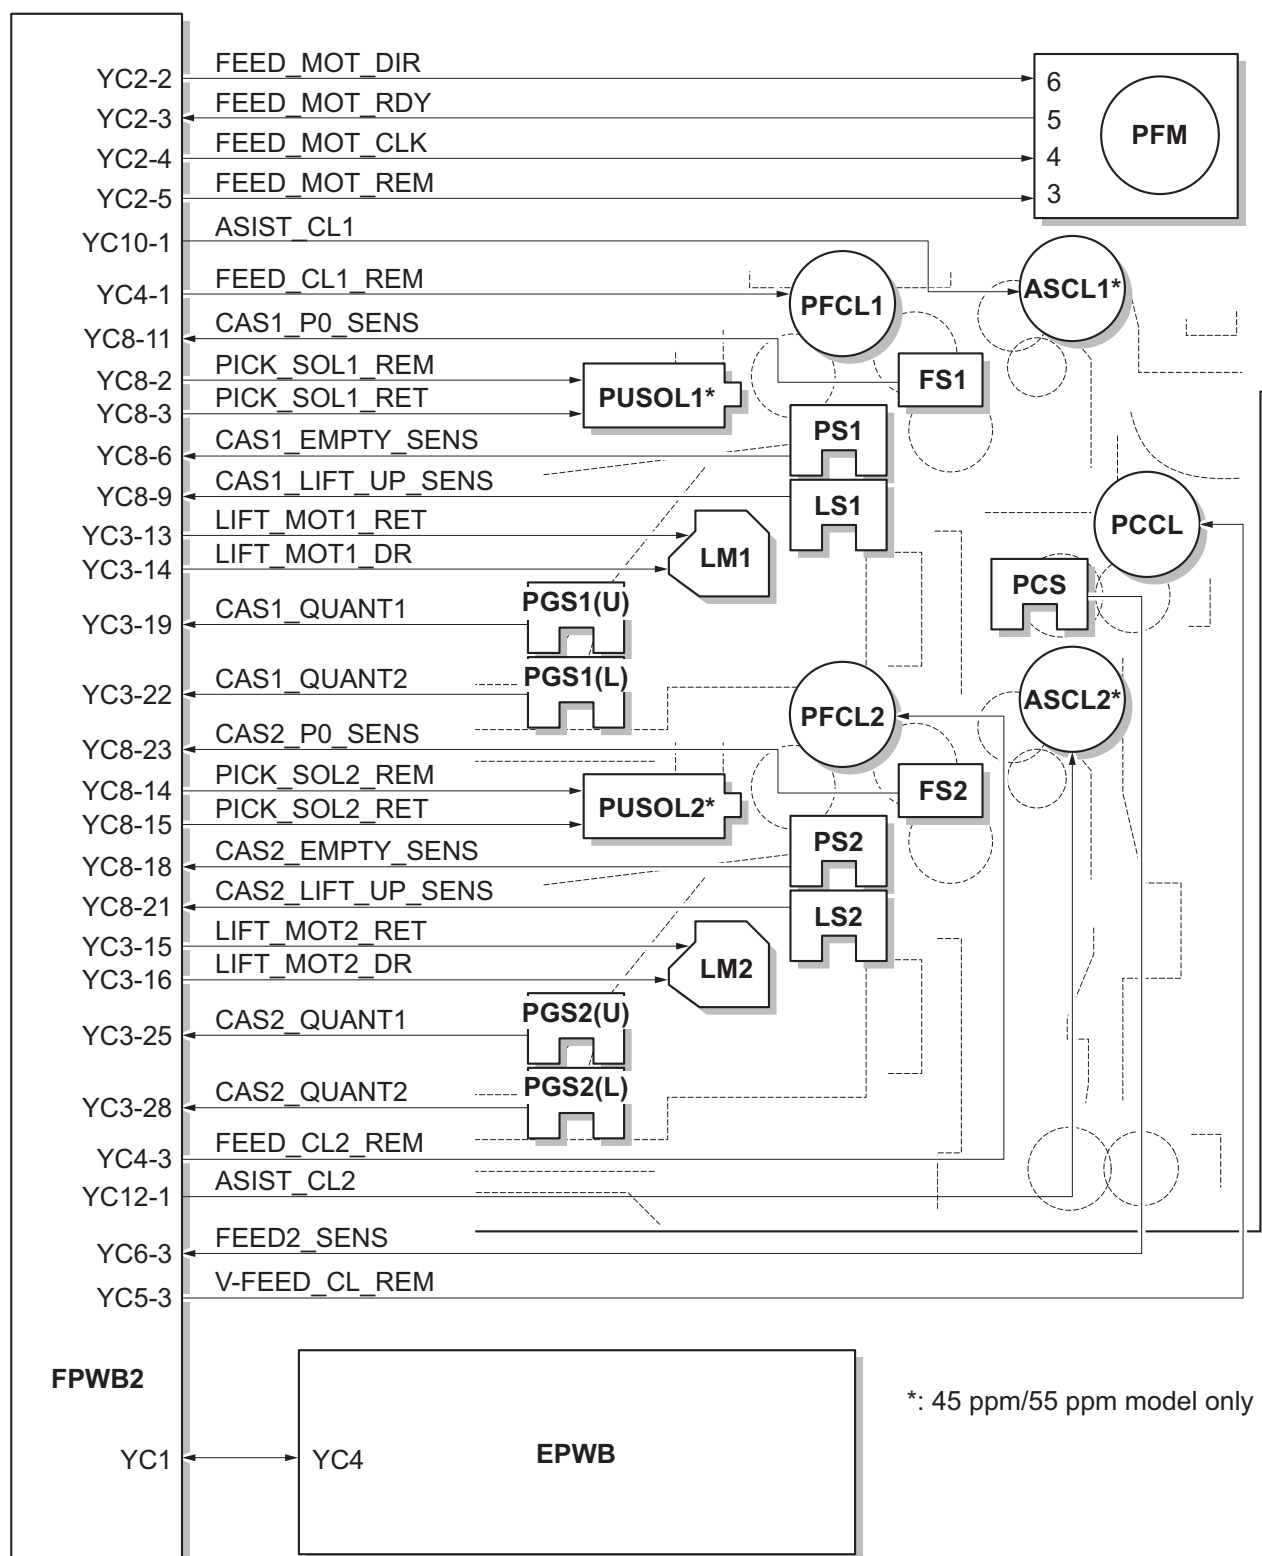 YC2-2 FEED_MOT_DIR 6
YC2-3 FEED_MOT_RDY 5 PFM
YC2-4 FEED_MOT_CLK 4
YC2-5 FEED_MOT_REM 3
YC10-1 ASIST_CL1
YC4-1 FEED_CL1_REM PFCL1 ASCL1*
YC8-11 CAS1_P0_SENS
YC8-2 PICK_SOL1_REM FS1
YC8-3 PICK_SOL1_RET PUSOL1*
YC8-6 CAS1_EMPTY_SENS PS1
YC8-9 CAS1_LIFT_UP_SENS LS1
YC3-13 LIFT_MOT1_RET PCCL
YC3-14 LIFT_MOT1_DR LM1
YC3-19 CAS1_QUANT1 PGS1(U) PCS
YC3-22 CAS1_QUANT2 PGS1(L)
YC8-23 CAS2_P0_SENS PFCL2 ASCL2*
YC8-14 PICK_SOL2_REM FS2
YC8-15 PICK_SOL2_RET PUSOL2*
YC8-18 CAS2_EMPTY_SENS PS2
YC8-21 CAS2_LIFT_UP_SENS LS2
YC3-15 LIFT_MOT2_RET
YC3-16 LIFT_MOT2_DR LM2
YC3-25 CAS2_QUANT1 PGS2(U)
YC3-28 CAS2_QUANT2 PGS2(L)
YC4-3 FEED_CL2_REM
YC12-1 ASIST_CL2
YC6-3 FEED2_SENS
YC5-3 V-FEED_CL_REM
FPWB2
*: 45 ppm/55 ppm model only
YC1 YC4 EPWB